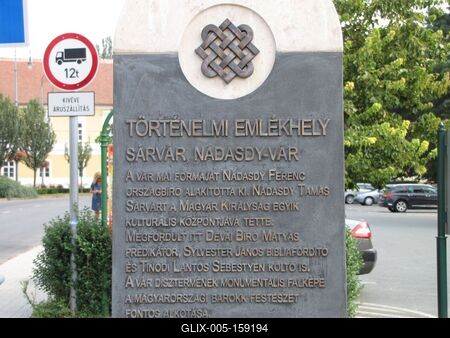 12t
KIVÉVE
ÁRUSZÁLLÍTÁS
TÖRTÉNELMI EMLÉKHELY
SÁRVÁR, NÁDASDY-VÁR
A VÁR MAI FORMÁJÁT NÁDASDY FERENC
ORSZÁGBÍRÓ ALAKÍTOTTA KI. NÁDASDY TAMÁS
SÁRVÁRT A MAGYAR KIRÁLYSÁG EGYIK
KULTURÁLIS KÖZPONTJÁVÁ TETTE.
MEGFORDULT ITT DÉVAI BÍRÓ MÁTYÁS
PRÉDIKÁTOR, SYLVESTER JÁNOS BIBLIAFORDÍTÓ
ÉS TINÓDI LANTOS SEBESTYÉN KÖLTŐ IS.
A VÁR DÍSZTERMÉNEK MONUMENTÁLIS FALKÉPE
A MAGYARORSZÁGI BAROKK FESTÉSZET
FONTOS ALKOTÁSA.
QU-005-159194